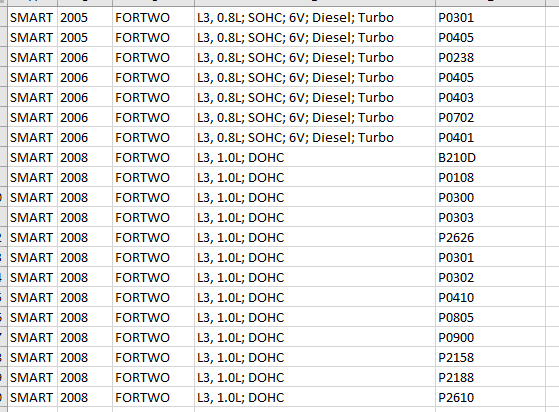 SMART 2005 FORTWO L3, 0.8L; SOHC; 6V; Diesel; Turbo P0301
SMART 2005 FORTWO L3, 0.8L; SOHC; 6V; Diesel; Turbo P0405
SMART 2006 FORTWO L3, 0.8L; SOHC; 6V; Diesel; Turbo P0238
SMART 2006 FORTWO L3, 0.8L; SOHC; 6V; Diesel; Turbo P0405
SMART 2006 FORTWO L3, 0.8L; SOHC; 6V; Diesel; Turbo P0403
SMART 2006 FORTWO L3, 0.8L; SOHC; 6V; Diesel; Turbo P0702
SMART 2006 FORTWO L3, 0.8L; SOHC; 6V; Diesel; Turbo P0401
SMART 2008 FORTWO L3, 1.0L; DOHC B210D
SMART 2008 FORTWO L3, 1.0L; DOHC P0108
SMART 2008 FORTWO L3, 1.0L; DOHC P0300
SMART 2008 FORTWO L3, 1.0L; DOHC P0303
SMART 2008 FORTWO L3, 1.0L; DOHC P2626
SMART 2008 FORTWO L3, 1.0L; DOHC P0301
SMART 2008 FORTWO L3, 1.0L; DOHC P0302
SMART 2008 FORTWO L3, 1.0L; DOHC P0410
SMART 2008 FORTWO L3, 1.0L; DOHC P0805
SMART 2008 FORTWO L3, 1.0L; DOHC P0900
SMART 2008 FORTWO L3, 1.0L; DOHC P2158
SMART 2008 FORTWO L3, 1.0L; DOHC P2188
SMART 2008 FORTWO L3, 1.0L; DOHC P2610